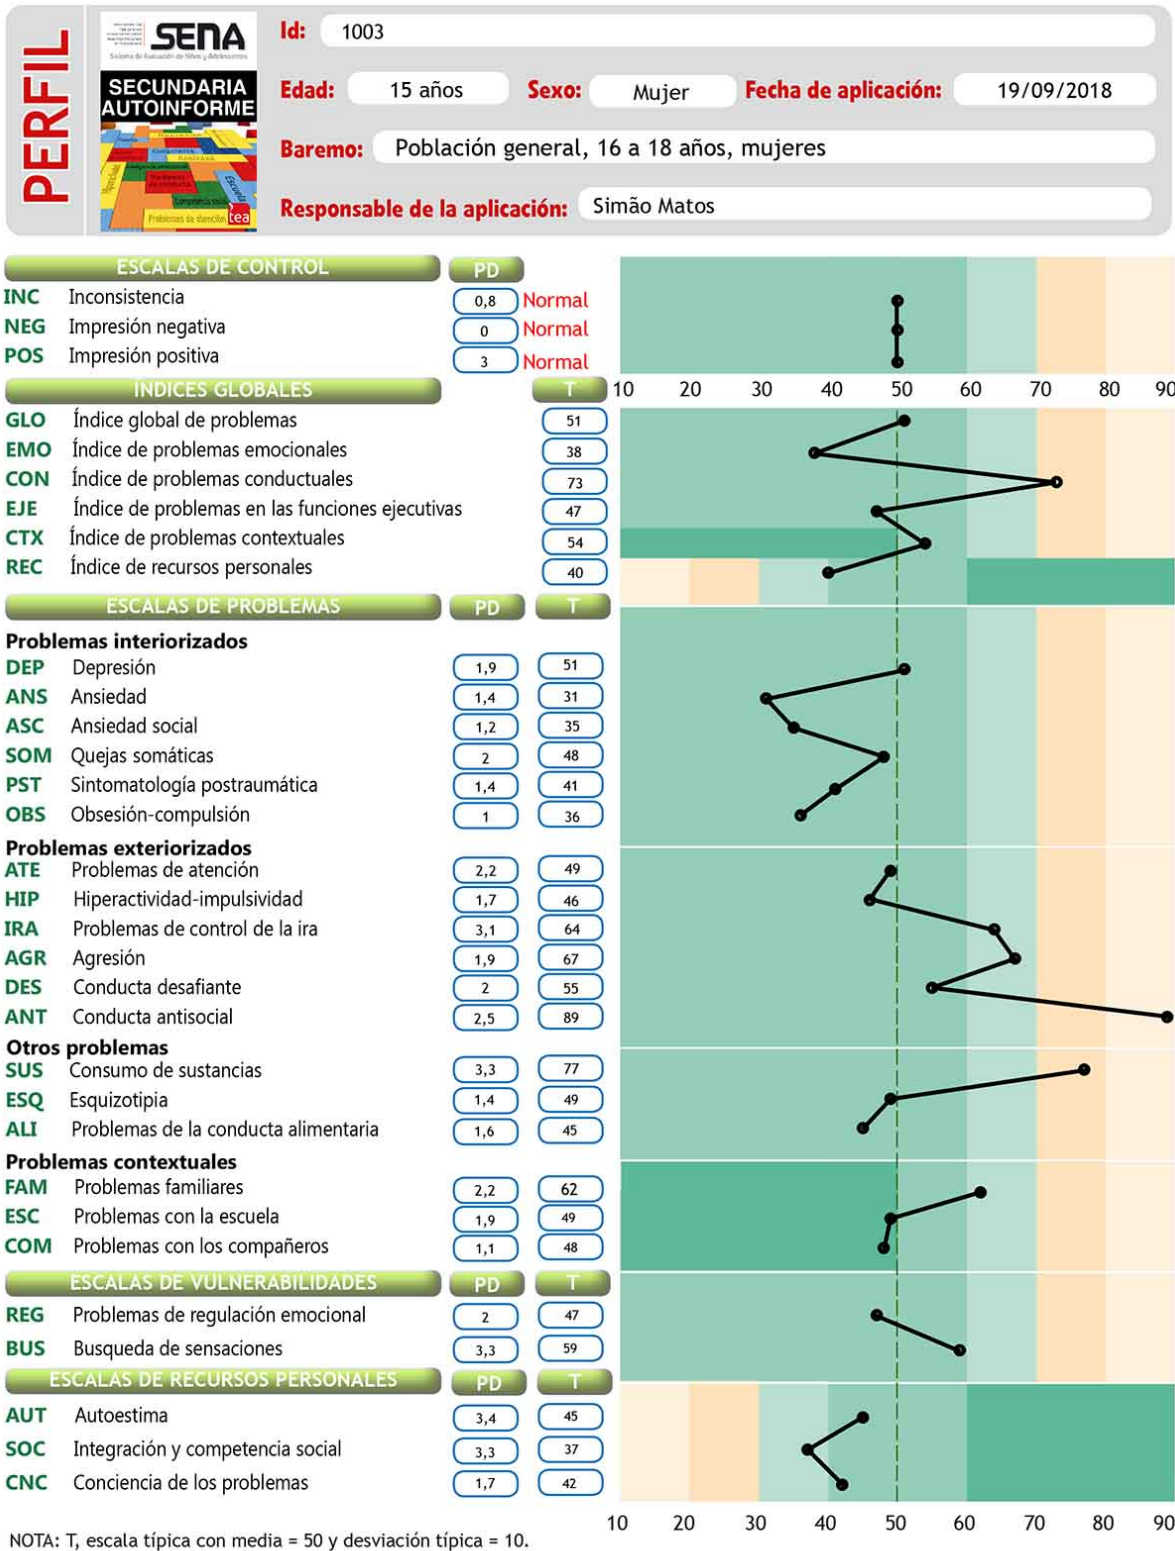 PERFIL
SENA
Sistema de Evaluación de Niños y Adolescentes
SECUNDARIA
AUTOINFORME
Escuela
Problemas de atención
tea
Id: 1003
Edad: 15 años Sexo: Mujer Fecha de aplicación: 19/09/2018
Baremo: Población general, 16 a 18 años, mujeres
Responsable de la aplicación: Simão Matos
ESCALAS DE CONTROL PD
INC Inconsistencia 0,8 Normal
NEG Impresión negativa 0 Normal
POS Impresión positiva 3 Normal
ÍNDICES GLOBALES T 10 20 30 40 50 60 70 80 90
GLO Índice global de problemas 51
EMO Índice de problemas emocionales 38
CON Índice de problemas conductuales 73
EJE Índice de problemas en las funciones ejecutivas 47
CTX Índice de problemas contextuales 54
REC Índice de recursos personales 40
ESCALAS DE PROBLEMAS PD T
Problemas interiorizados
DEP Depresión 1,9 51
ANS Ansiedad 1,4 31
ASC Ansiedad social 1,2 35
SOM Quejas somáticas 2 48
PST Sintomatología postraumática 1,4 41
OBS Obsesión-compulsión 1 36
Problemas exteriorizados
ATE Problemas de atención 2,2 49
HIP Hiperactividad-impulsividad 1,7 46
IRA Problemas de control de la ira 3,1 64
AGR Agresión 1,9 67
DES Conducta desafiante 2 55
ANT Conducta antisocial 2,5 89
Otros problemas
SUS Consumo de sustancias 3,3 77
ESQ Esquizotipia 1,4 49
ALI Problemas de la conducta alimentaria 1,6 45
Problemas contextuales
FAM Problemas familiares 2,2 62
ESC Problemas con la escuela 1,9 49
COM Problemas con los compañeros 1,1 48
ESCALAS DE VULNERABILIDADES PD T
REG Problemas de regulación emocional 2 47
BUS Busqueda de sensaciones 3,3 59
ESCALAS DE RECURSOS PERSONALES PD T
AUT Autoestima 3,4 45
SOC Integración y competencia social 3,3 37
CNC Conciencia de los problemas 1,7 42
10 20 30 40 50 60 70 80 90
NOTA: T, escala típica con media = 50 y desviación típica = 10.